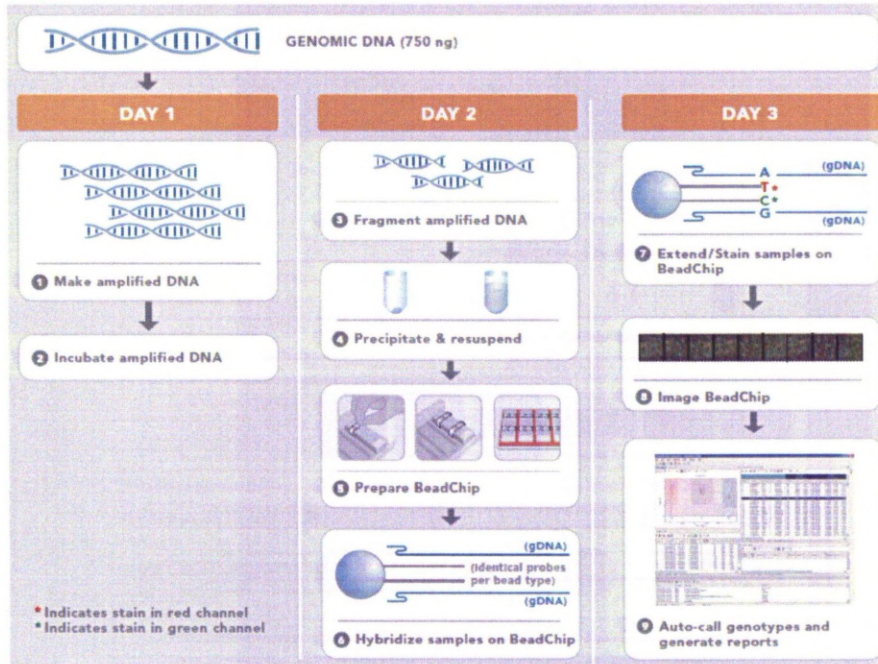 GENOMIC DNA (750 ng)
DAY 1
1 Make amplified DNA
2 Incubate amplified DNA
* Indicates stain in red channel
* Indicates stain in green channel
DAY 2
3 Fragment amplified DNA
4 Precipitate & resuspend
5 Prepare BeadChip
(gDNA)
(Identical probes
per bead type)
(gDNA)
6 Hybridize samples on BeadChip
DAY 3
A (gDNA)
T*
C*
G (gDNA)
7 Extend/Stain samples on
BeadChip
8 Image BeadChip
9 Auto-call genotypes and
generate reports